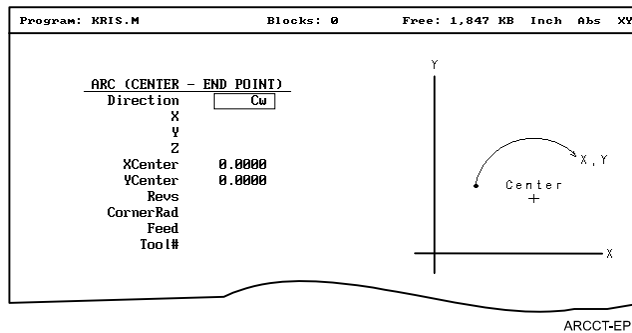 Program: KRIS.M Blocks: 0 Free: 1,847 KB Inch Abs XY
ARC (CENTER - END POINT)
Direction Cw
X
Y
Z
XCenter 0.0000
YCenter 0.0000
Revs
CornerRad
Feed
Tool#
Y
X, Y
Center
X
ARCCT-EP